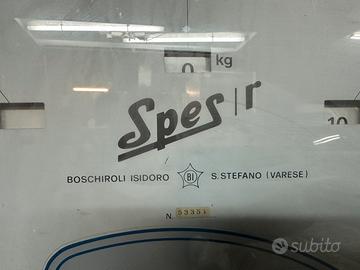 0 kg
Spes r
10
BOSCHIROLI ISIDORO BI S. STEFANO (VARESE)
N. 53351
subito